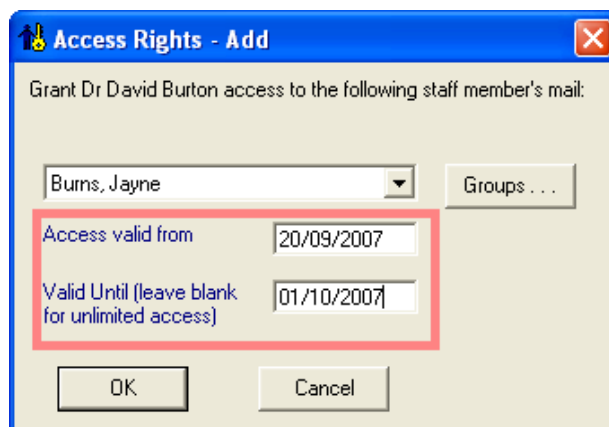 Access Rights - Add
Grant Dr David Burton access to the following staff member's mail:
Burns, Jayne
Groups . . .
Access valid from
20/09/2007
Valid Until (leave blank
for unlimited access)
01/10/2007
OK
Cancel